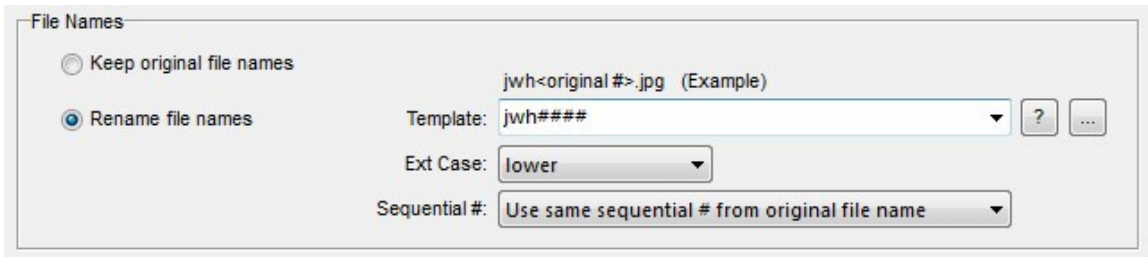 File Names
Keep original file names
jwh<original #>.jpg (Example)
Rename file names
Template: jwh#### ? ...
Ext Case: lower
Sequential #: Use same sequential # from original file name